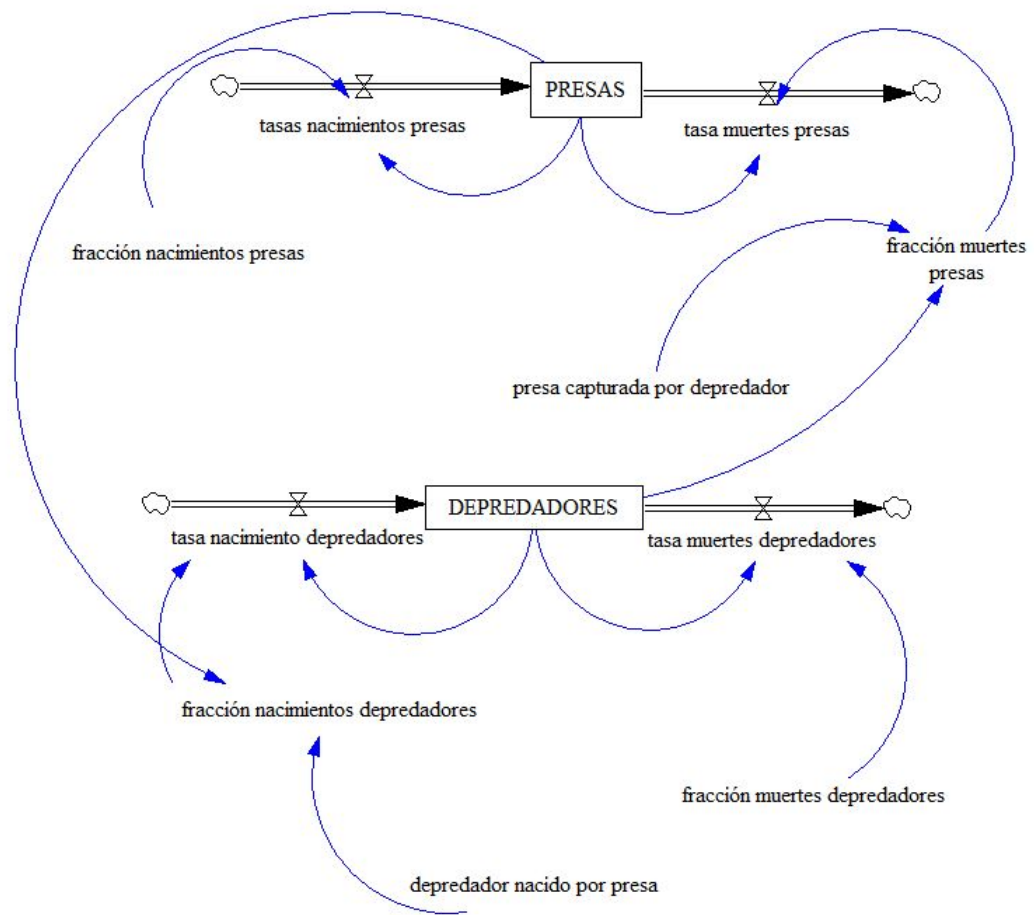 PRESAS
tasas nacimientos presas
tasa muertes presas
fracción nacimientos presas
fracción muertes
presas
presa capturada por depredador
DEPREDADORES
tasa nacimiento depredadores
tasa muertes depredadores
fracción nacimientos depredadores
fracción muertes depredadores
depredador nacido por presa